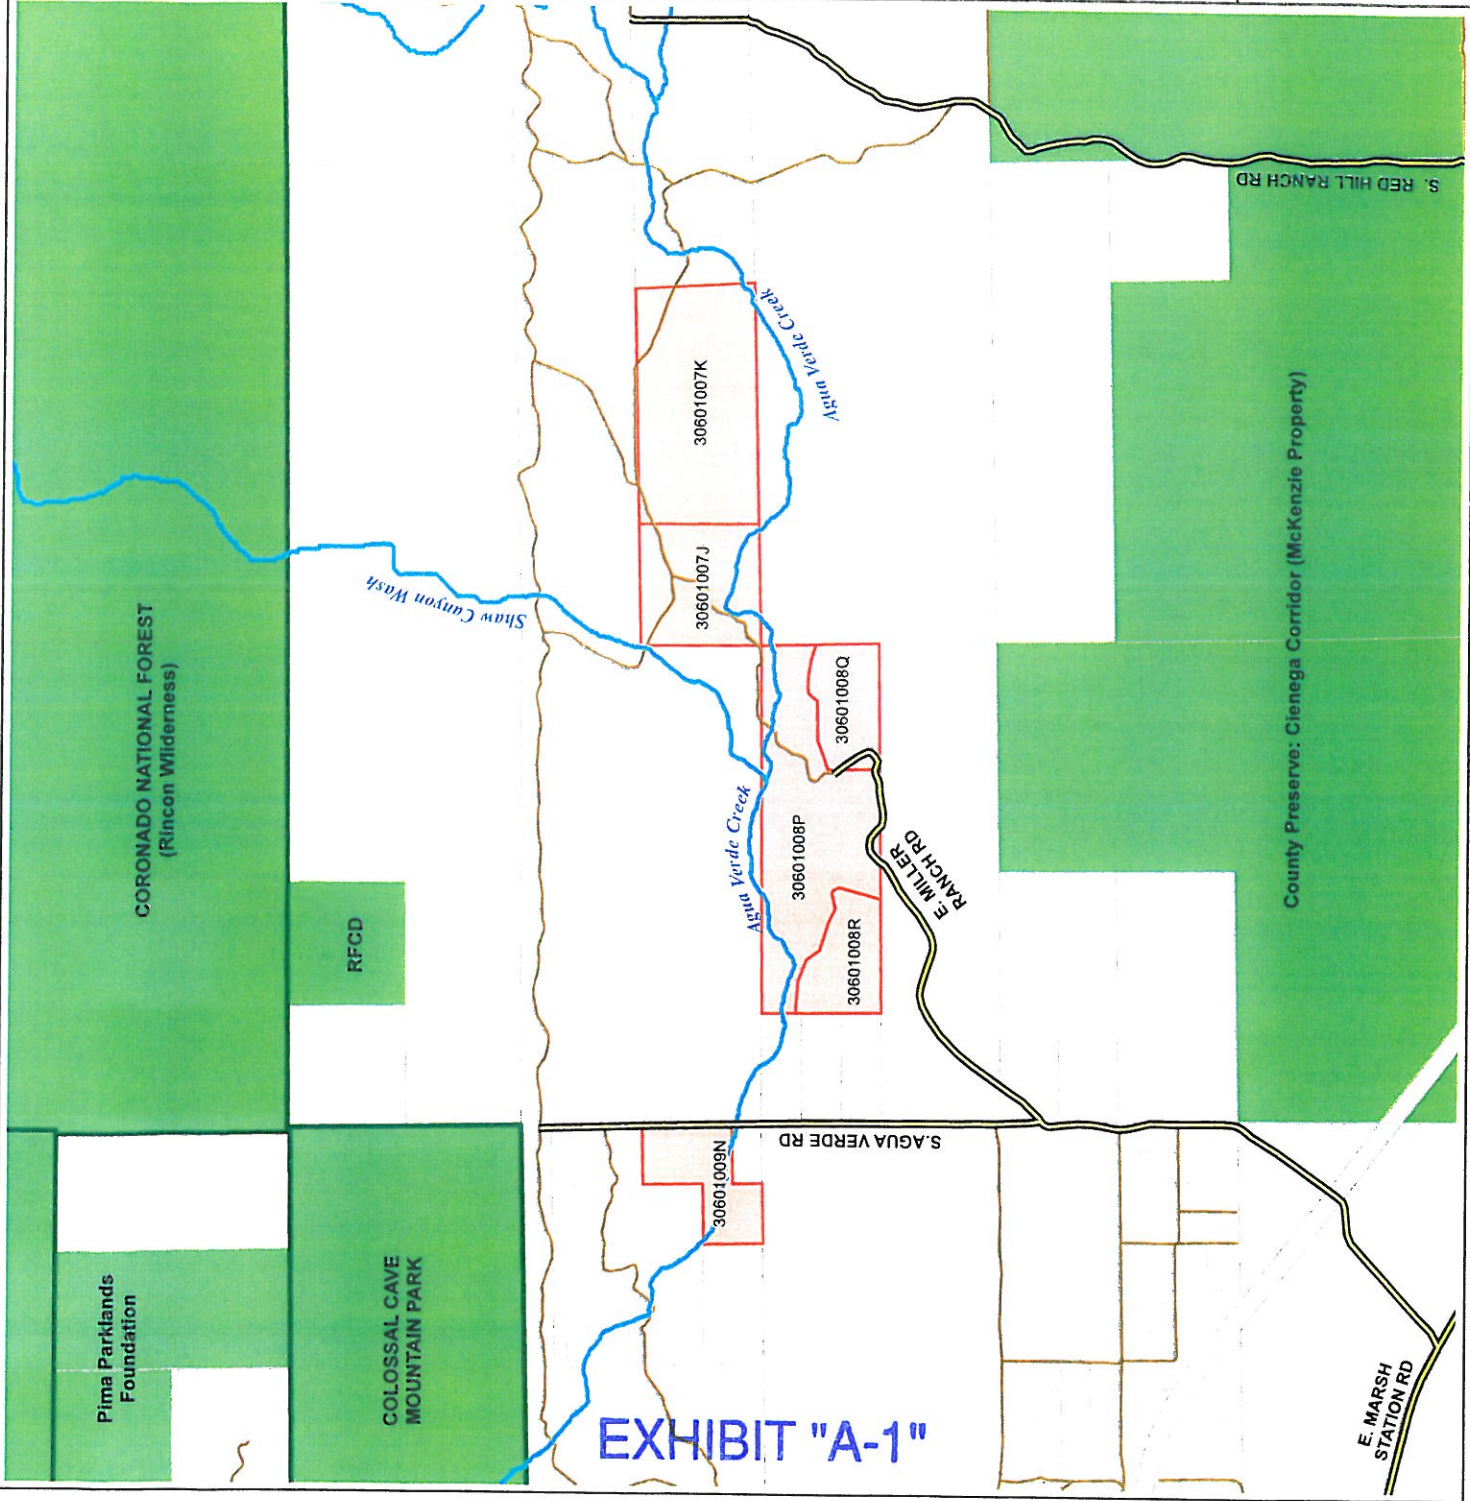 CORONADO NATIONAL FOREST
(Rincon Wilderness)
RFCD
Pima Parklands
Foundation
COLOSSAL CAVE
MOUNTAIN PARK
Shaw Canyon Wash
Agua Verde Creek
Agua Verde Creek
30601007K
30601007J
30601008Q
30601008P
30601008R
30601009N
E. MILLER
RANCH RD
S.AGUA VERDE RD
S. RED HILL RANCH RD
County Preserve: Cienega Corridor (McKenzie Property)
E. MARSH
STATION RD
EXHIBIT "A-1"